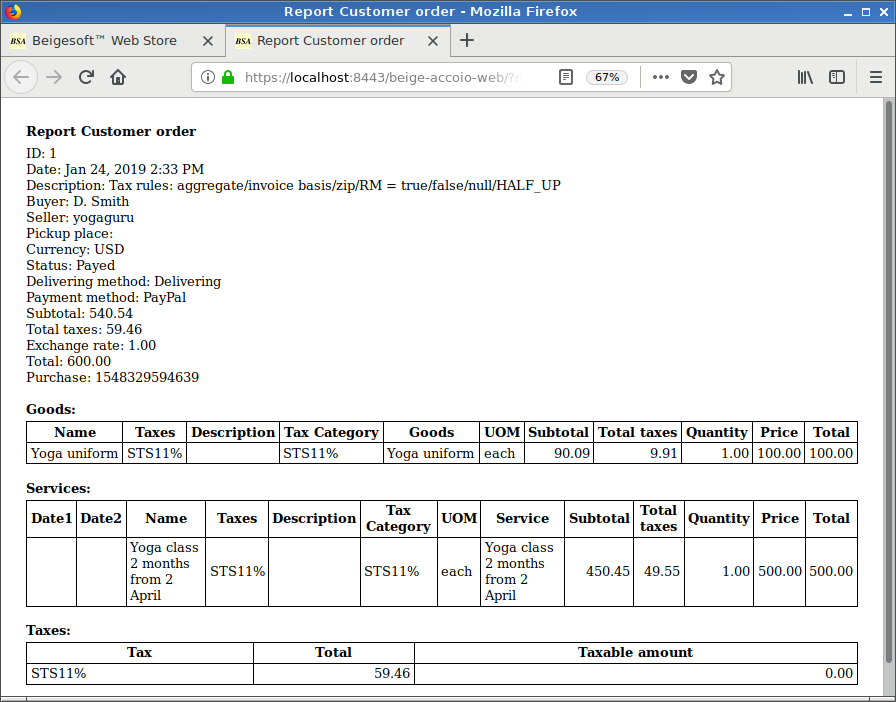 Report Customer order - Mozilla Firefox
BSA Beigesoft™ Web Store
BSA Report Customer order
https://localhost:8443/beige-accoio-web/?
67%
Report Customer order
ID: 1
Date: Jan 24, 2019 2:33 PM
Description: Tax rules: aggregate/invoice basis/zip/RM = true/false/null/HALF_UP
Buyer: D. Smith
Seller: yogaguru
Pickup place:
Currency: USD
Status: Payed
Delivering method: Delivering
Payment method: PayPal
Subtotal: 540.54
Total taxes: 59.46
Exchange rate: 1.00
Total: 600.00
Purchase: 1548329594639
Goods:
Name Taxes Description Tax Category Goods UOM Subtotal Total taxes Quantity Price Total
Yoga uniform STS11% STS11% Yoga uniform each 90.09 9.91 1.00 100.00 100.00
Services:
Date1 Date2 Name Taxes Description Tax Category UOM Service Subtotal Total taxes Quantity Price Total
Yoga class 2 months from 2 April STS11% STS11% each Yoga class 2 months from 2 April 450.45 49.55 1.00 500.00 500.00
Taxes:
Tax Total Taxable amount
STS11% 59.46 0.00